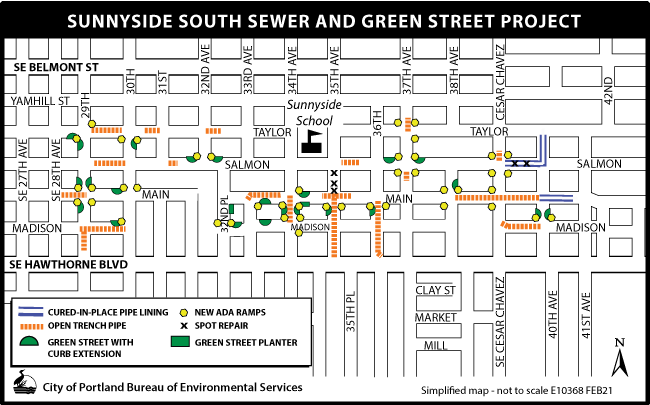 SUNNYSIDE SOUTH SEWER AND GREEN STREET PROJECT
SE BELMONT ST
YAMHILL ST
29TH
30TH
31ST
32ND AVE
33RD AVE
34TH AVE
35TH AVE
37TH AVE
38TH AVE
CESAR CHAVEZ
42ND
Sunnyside
School
TAYLOR
36TH
TAYLOR
SALMON
SALMON
SE 27TH AVE
SE 28TH AVE
MAIN
MAIN
32ND PL
MADISON
MADISON
MADISON
SE HAWTHORNE BLVD
35TH PL
CLAY ST
MARKET
MILL
SE CESAR CHAVEZ
40TH AVE
41ST AVE
CURED-IN-PLACE PIPE LINING
NEW ADA RAMPS
OPEN TRENCH PIPE
SPOT REPAIR
GREEN STREET WITH
CURB EXTENSION
GREEN STREET PLANTER
N
City of Portland Bureau of Environmental Services
Simplified map - not to scale E10368 FEB21